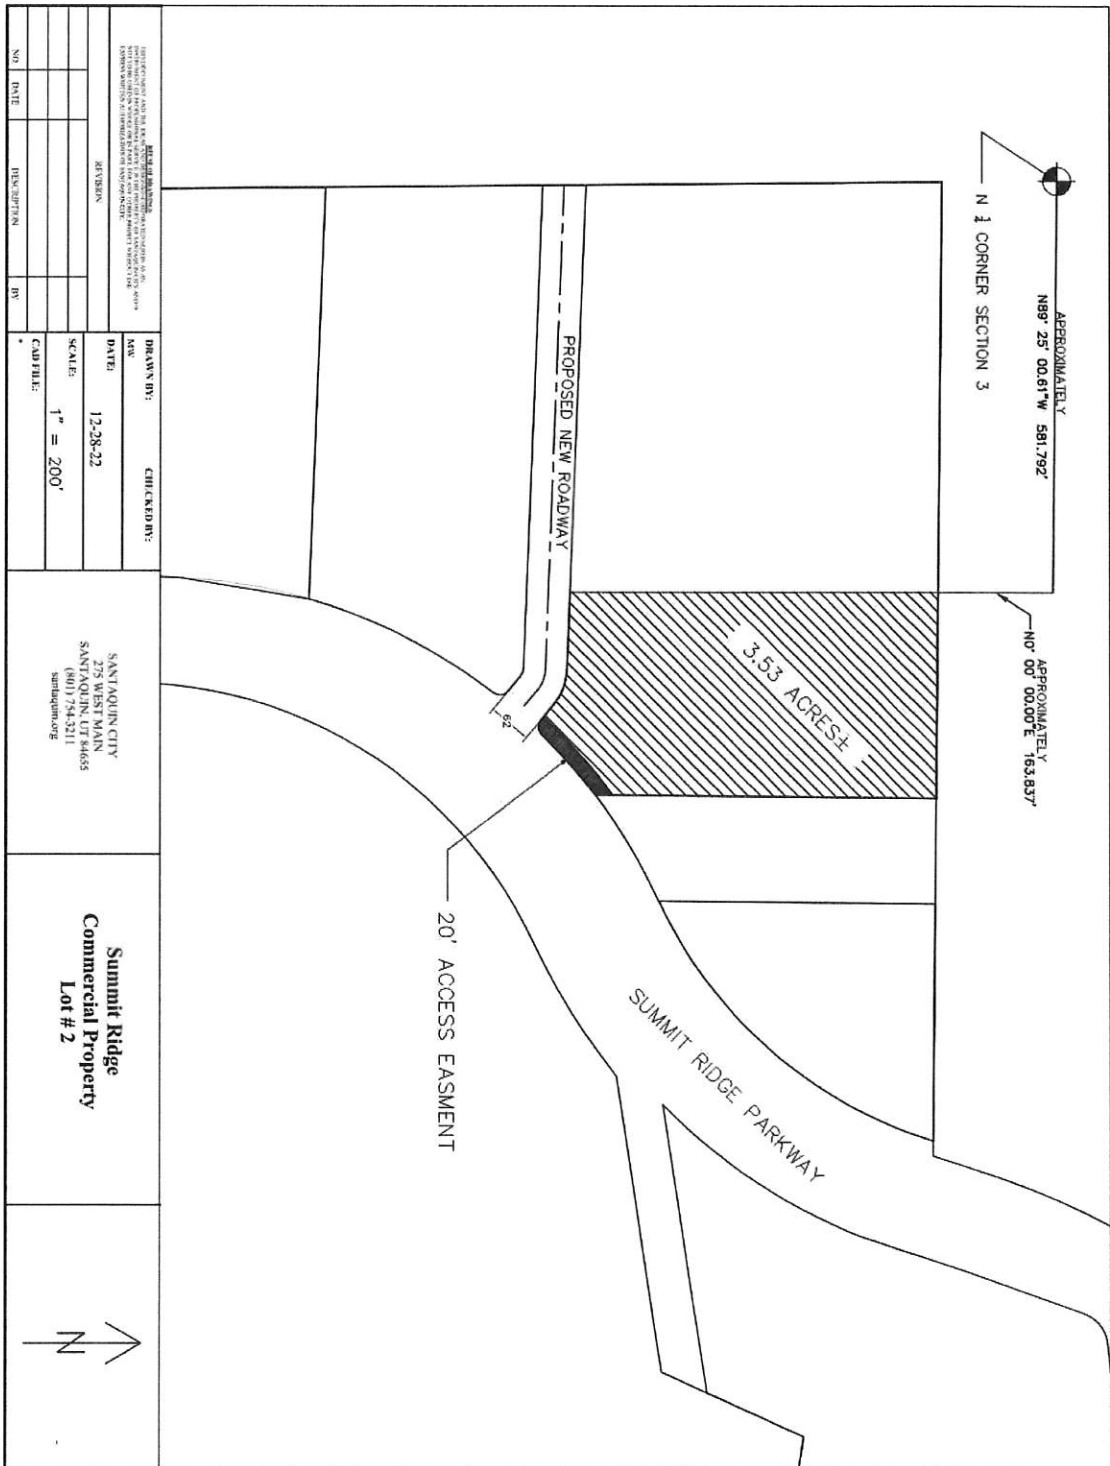 APPROXIMATELY
N89° 25' 00.61"W 581.792'
N ¼ CORNER SECTION 3
APPROXIMATELY
N0° 00' 00.00"E 163.837'
3.53 ACRES±
PROPOSED NEW ROADWAY
62
20' ACCESS EASMENT
SUMMIT RIDGE PARKWAY
REVISION
NO DATE DESCRIPTION BY
DRAWN BY: CHECKED BY:
MW
DATE:
12-28-22
SCALE:
1" = 200'
CAD FILE:
*
SANTAQUIN CITY
275 WEST MAIN
SANTAQUIN, UT 84655
(801) 754-3211
santaquin.org
Summit Ridge
Commercial Property
Lot # 2
N